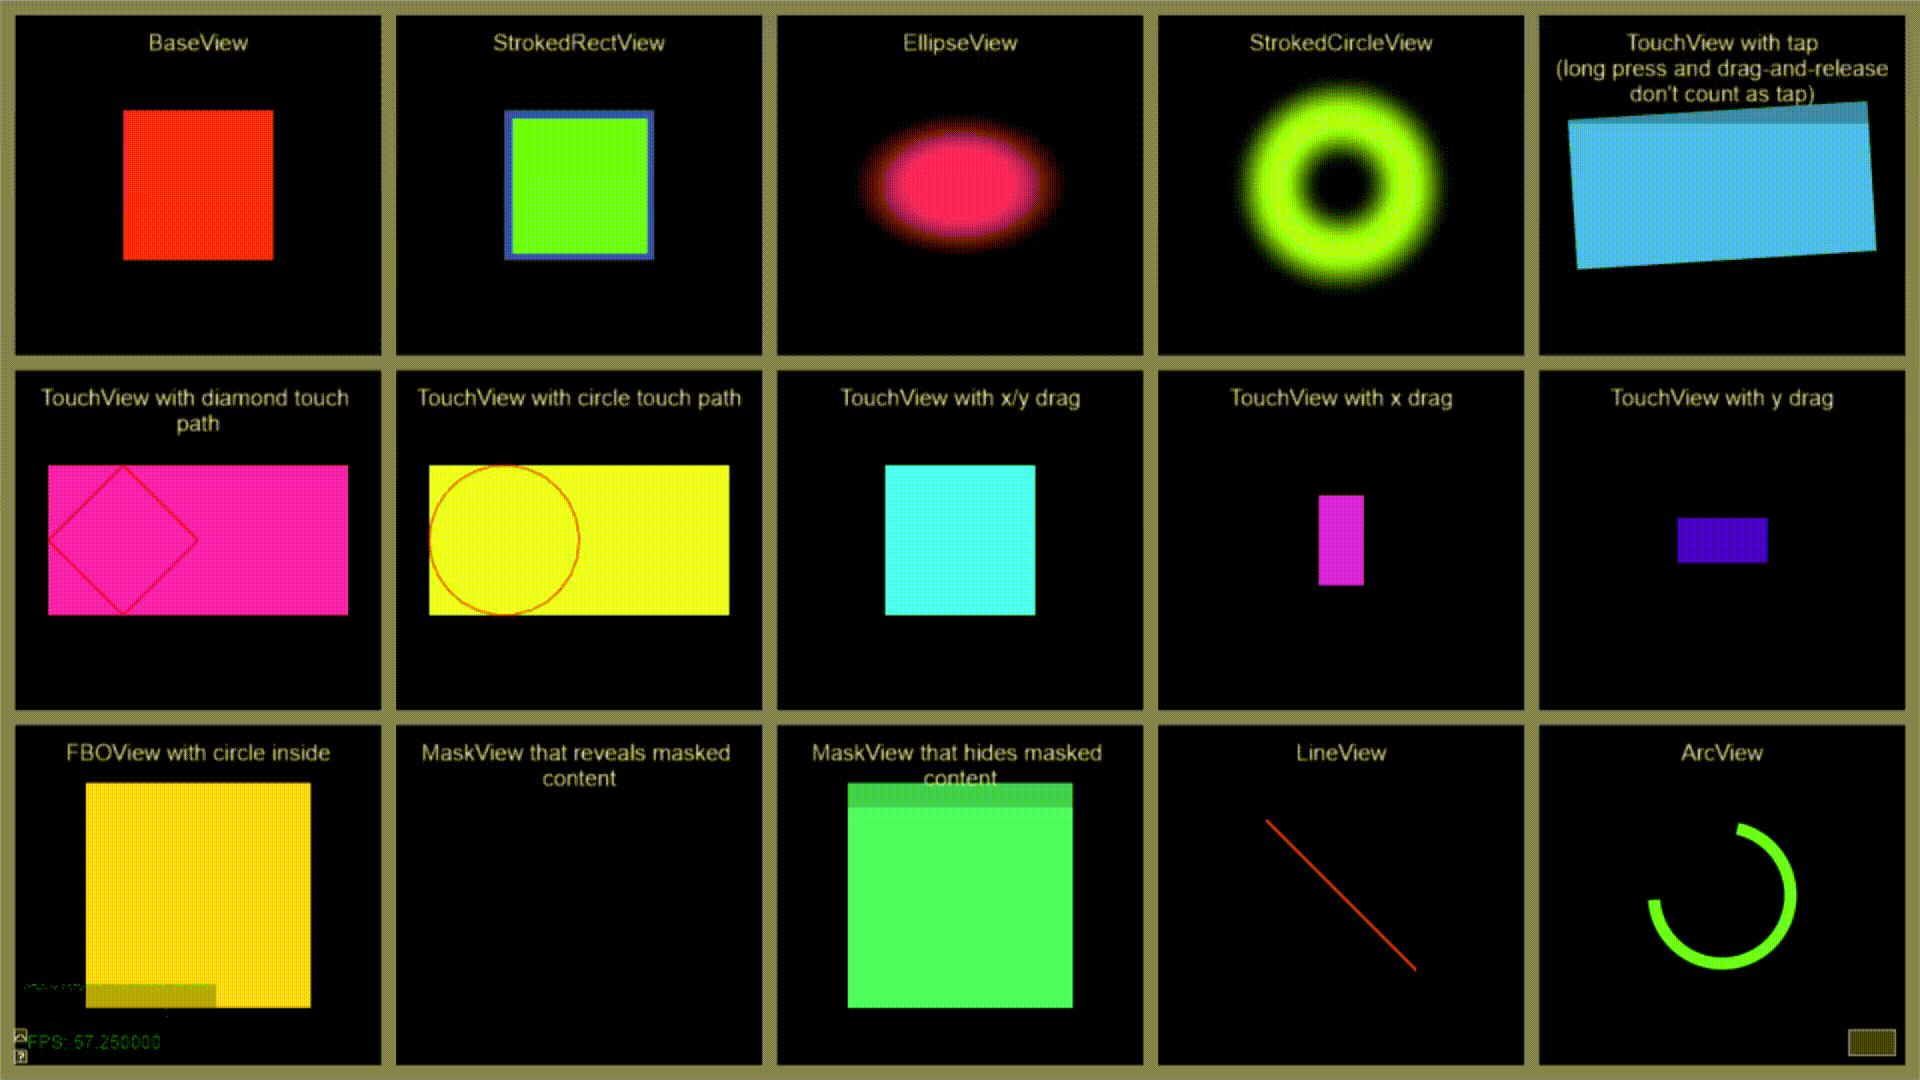 BaseView
StrokedRectView
EllipseView
StrokedCircleView
TouchView with tap
(long press and drag-and-release
don't count as tap)
TouchView with diamond touch
path
TouchView with circle touch path
TouchView with x/y drag
TouchView with x drag
TouchView with y drag
FBOView with circle inside
MaskView that reveals masked
content
MaskView that hides masked
content
LineView
ArcView
FPS: 57.250000
?